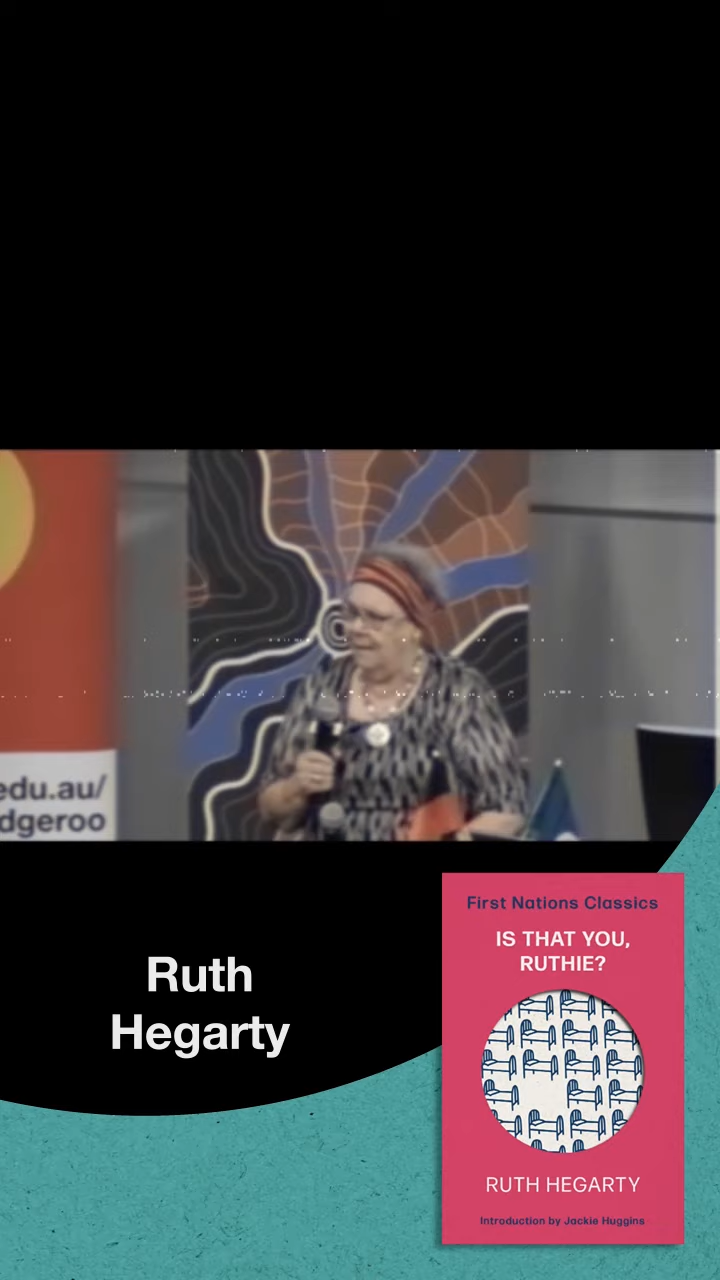 edu.au/
dgeroo
Ruth
Hegarty
First Nations Classics
IS THAT YOU,
RUTHIE?
RUTH HEGARTY
Introduction by Jackie Huggins